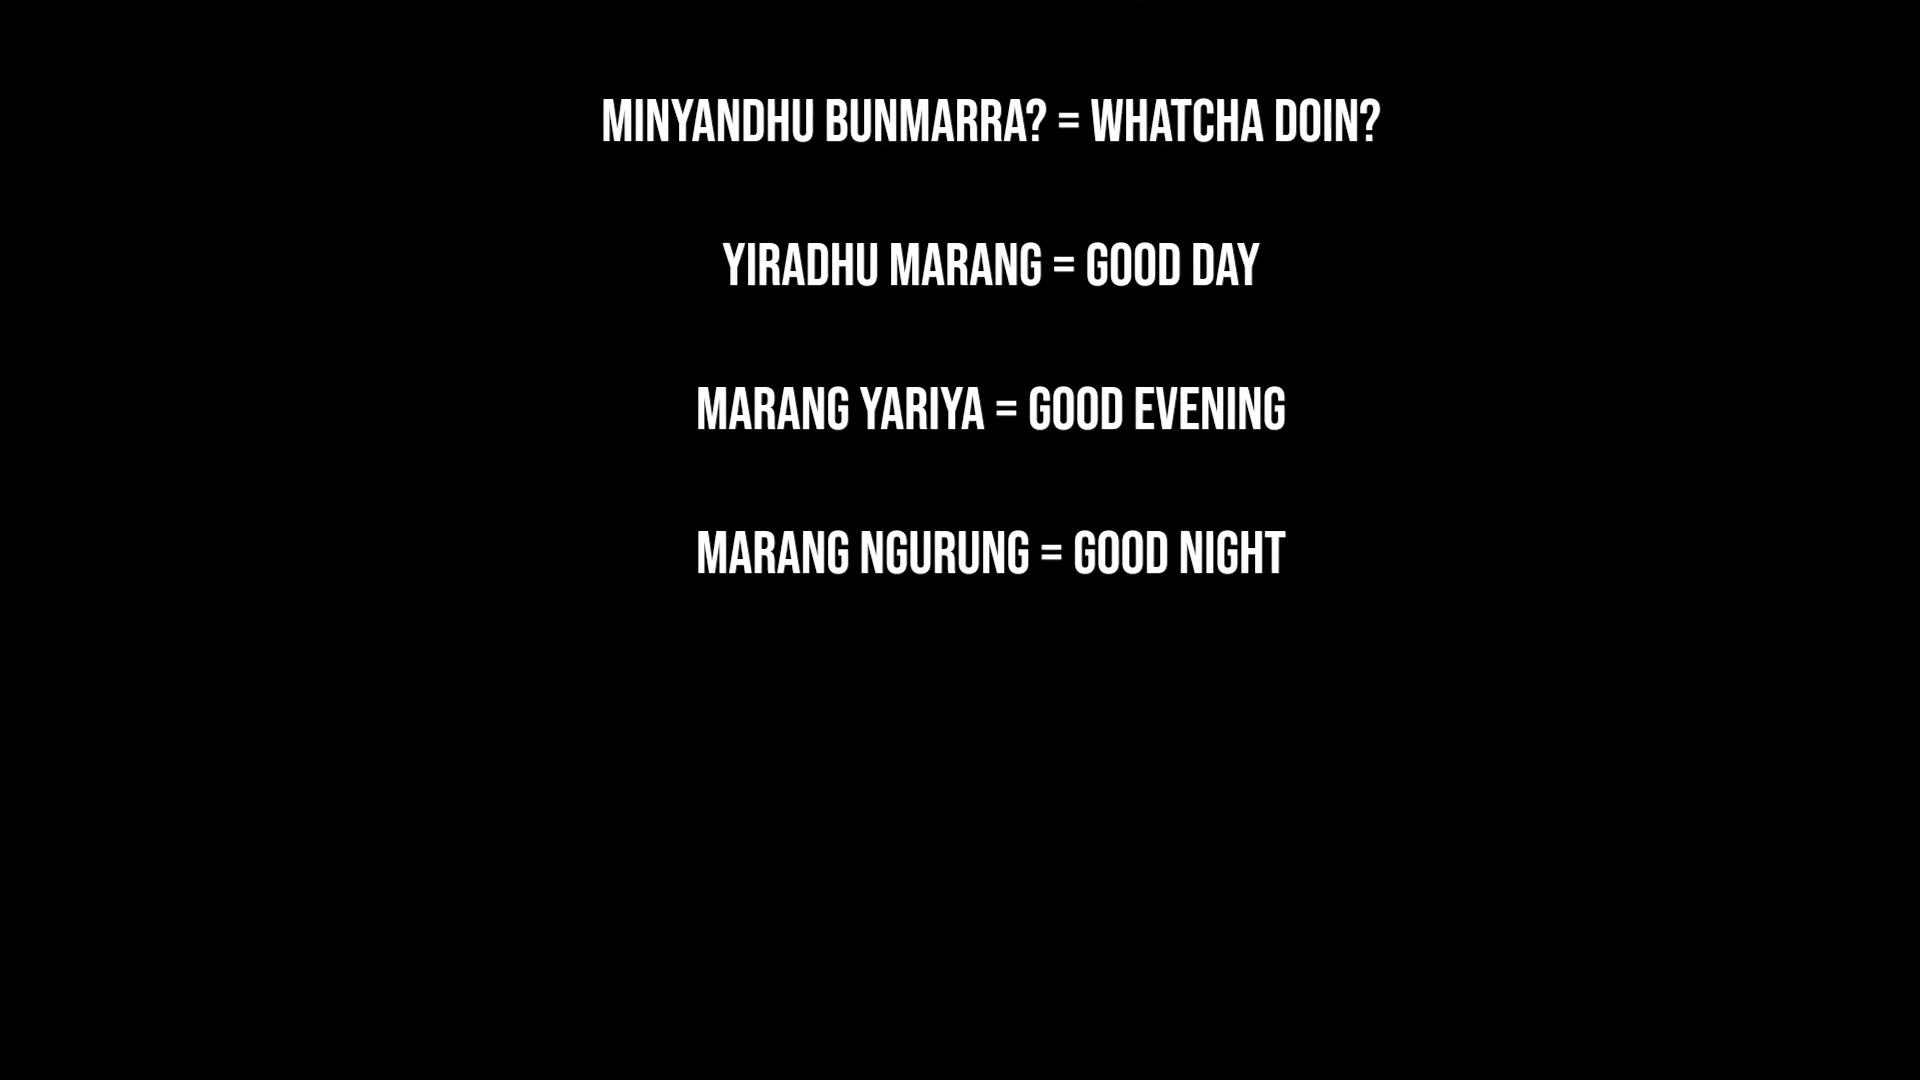 MINYANDHU BUNMARRA? = WHATCHA DOIN?
YIRADHU MARANG = GOOD DAY
MARANG YARIYA = GOOD EVENING
MARANG NGURUNG = GOOD NIGHT